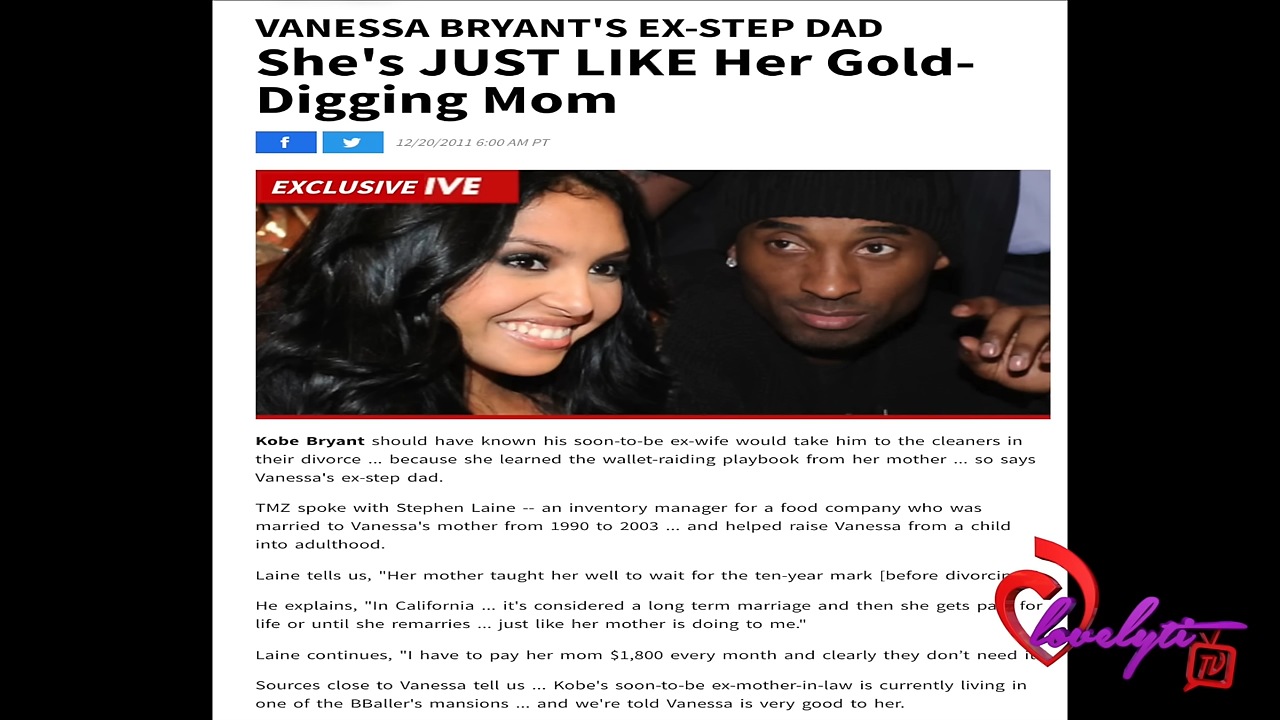 VANESSA BRYANT'S EX-STEP DAD
She's JUST LIKE Her Gold-
Digging Mom
f
12/20/2011 6:00 AM PT
EXCLUSIVE IVE
Kobe Bryant should have known his soon-to-be ex-wife would take him to the cleaners in
their divorce ... because she learned the wallet-raiding playbook from her mother ... so says
Vanessa's ex-step dad.
TMZ spoke with Stephen Laine -- an inventory manager for a food company who was
married to Vanessa's mother from 1990 to 2003 ... and helped raise Vanessa from a child
into adulthood.
Laine tells us, "Her mother taught her well to wait for the ten-year mark [before
He explains, "In California ... it's considered a long term marriage and then she gets for
life or until she remarries ... just like her mother is doing to me."
Laine continues, "I have to pay her mom $1,800 every month and clearly they don't need
Sources close to Vanessa tell us ... Kobe's soon-to-be ex-mother-in-law is currently living in
one of the BBaller's mansions ... and we're told Vanessa is very good to her.
lovelyti
TV